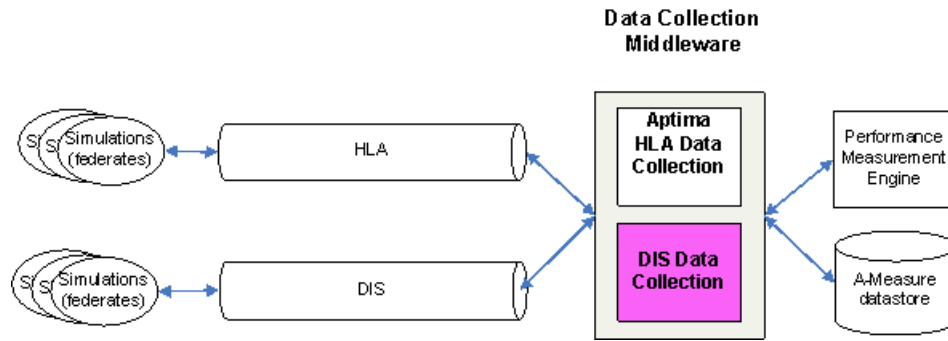 Data Collection
Middleware
S
S
Simulations
(federates)
HLA
Aptima
HLA Data
Collection
Performance
Measurement
Engine
S
S
Simulations
(federates)
DIS
DIS Data
Collection
A-Measure
datastore